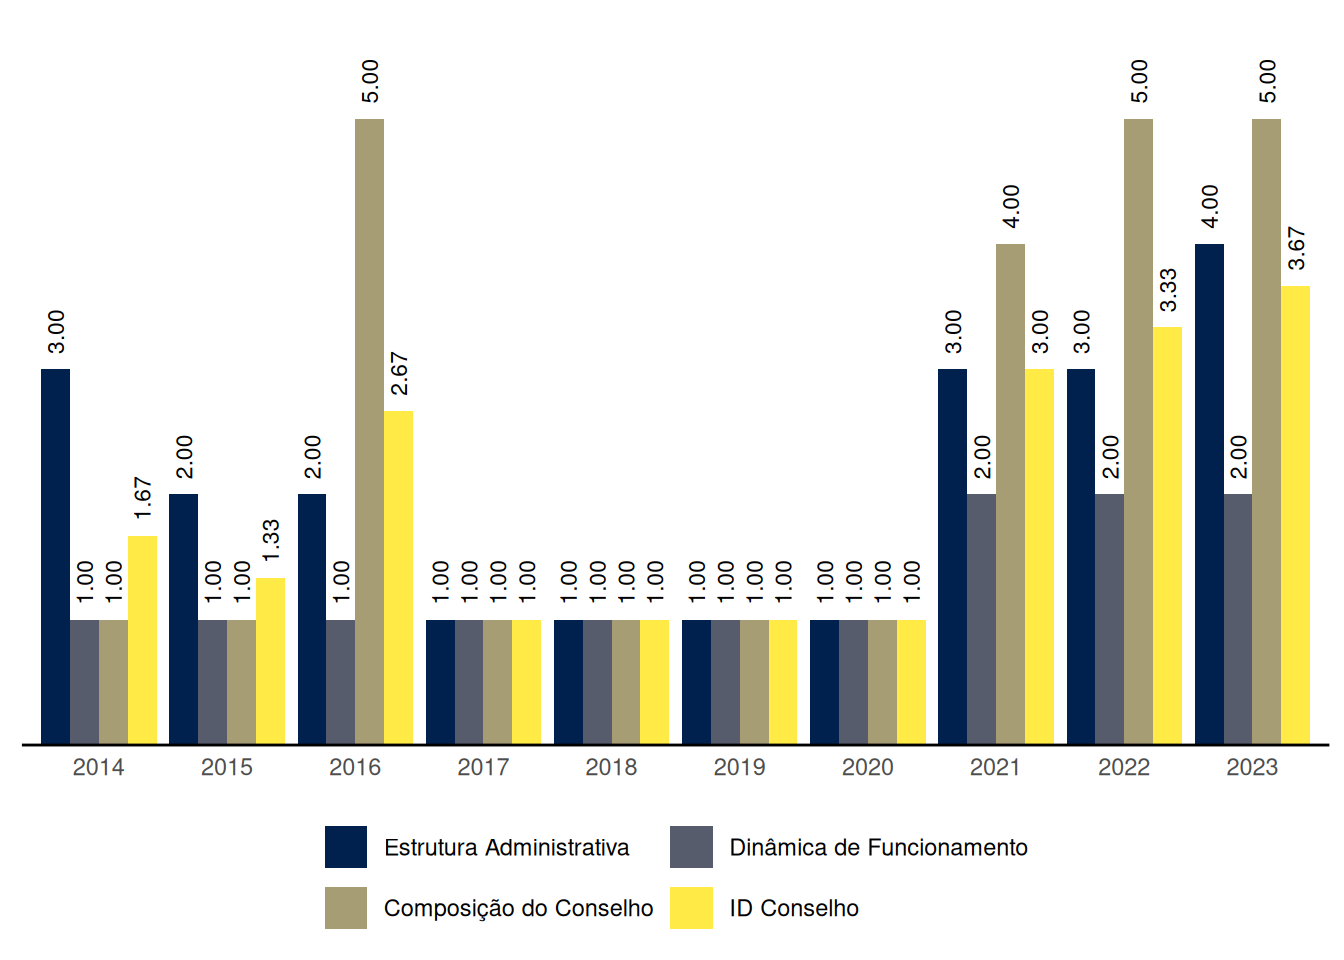 5.00 5.00 5.00
4.00 4.00
3.67
3.33
3.00 3.00 3.00 3.00
2.67
2.00 2.00 2.00 2.00 2.00
1.67
1.33
1.00 1.00 1.00 1.00 1.00 1.00 1.00 1.00 1.00 1.00 1.00 1.00 1.00 1.00 1.00 1.00 1.00 1.00 1.00 1.00 1.00
2014 2015 2016 2017 2018 2019 2020 2021 2022 2023
Estrutura Administrativa Dinâmica de Funcionamento
Composição do Conselho ID Conselho